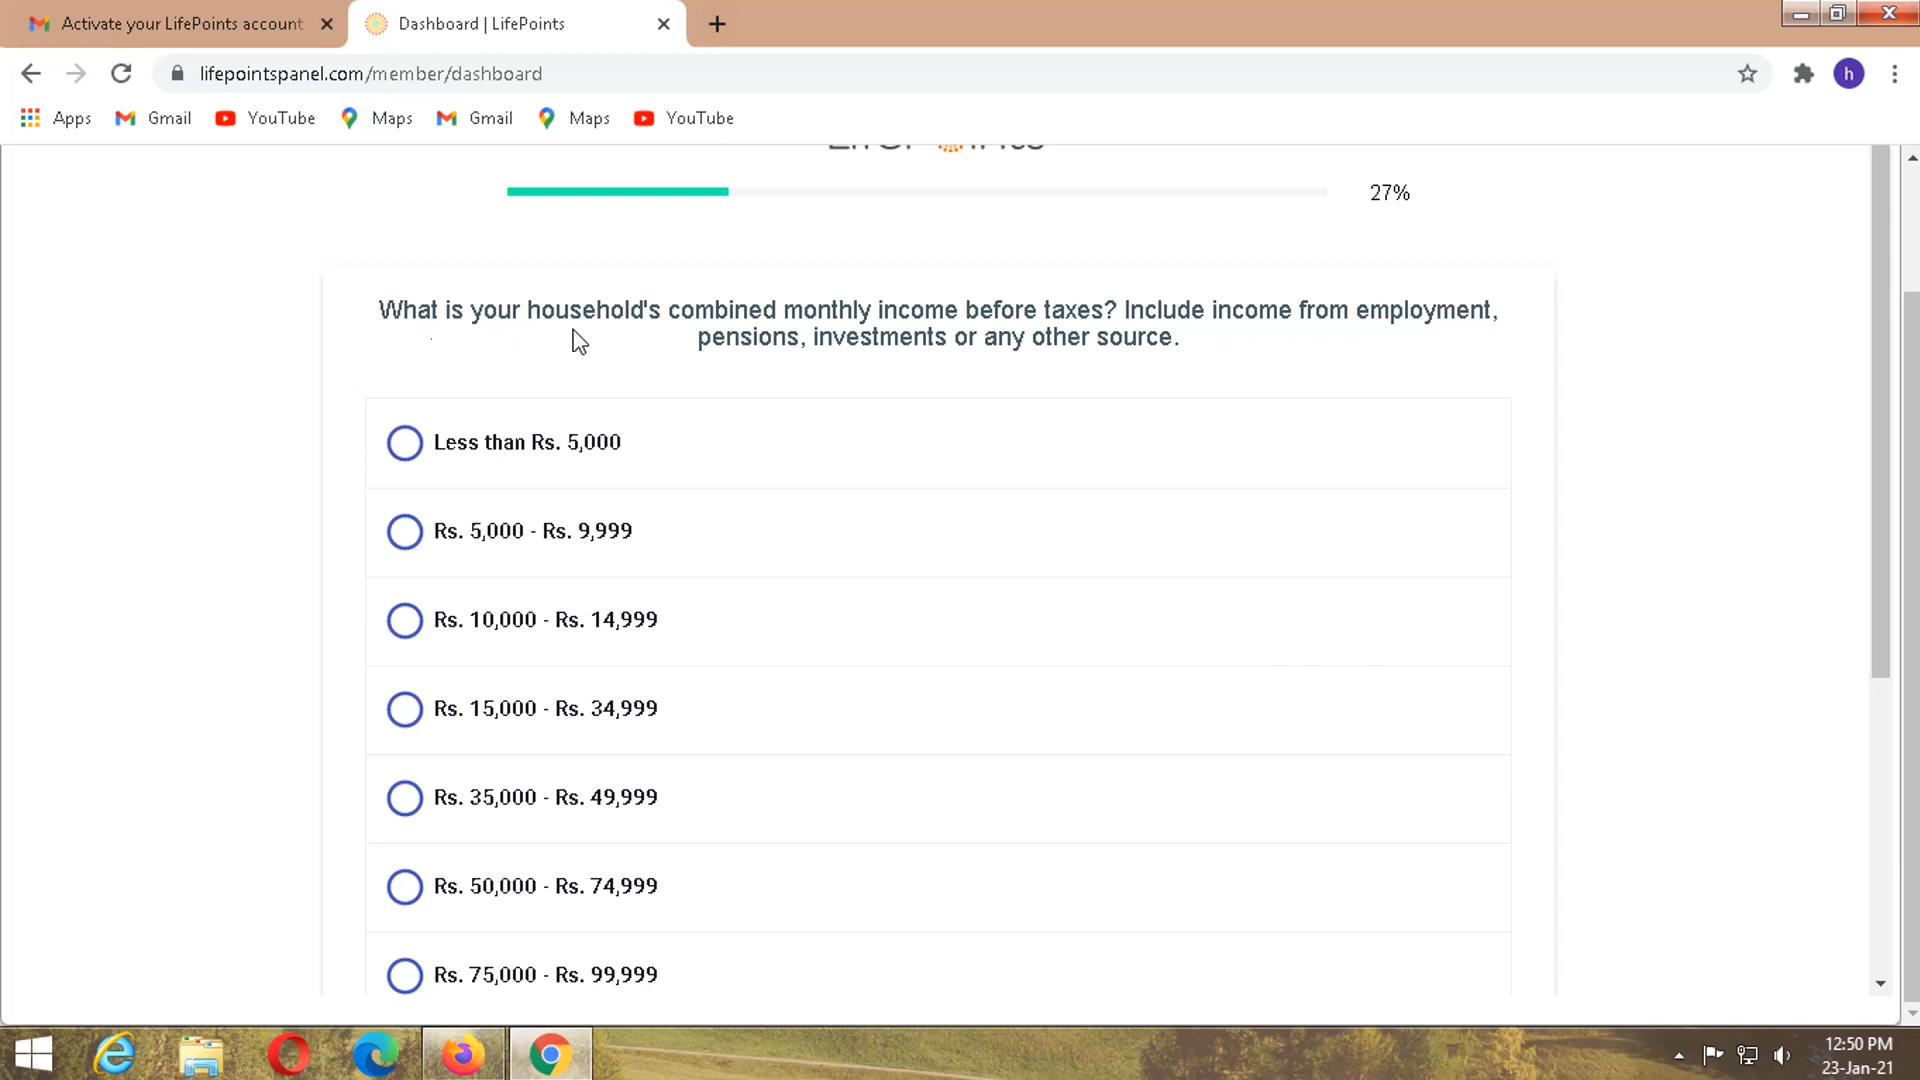 Activate your LifePoints account
Dashboard | LifePoints
lifepointspanel.com/member/dashboard
h
Apps
Gmail
YouTube
Maps
Gmail
Maps
YouTube
27%
What is your household's combined monthly income before taxes? Include income from employment,
pensions, investments or any other source.
Less than Rs. 5,000
Rs. 5,000 - Rs. 9,999
Rs. 10,000 - Rs. 14,999
Rs. 15,000 - Rs. 34,999
Rs. 35,000 - Rs. 49,999
Rs. 50,000 - Rs. 74,999
Rs. 75,000 - Rs. 99,999
12:50 PM
23-Jan-21